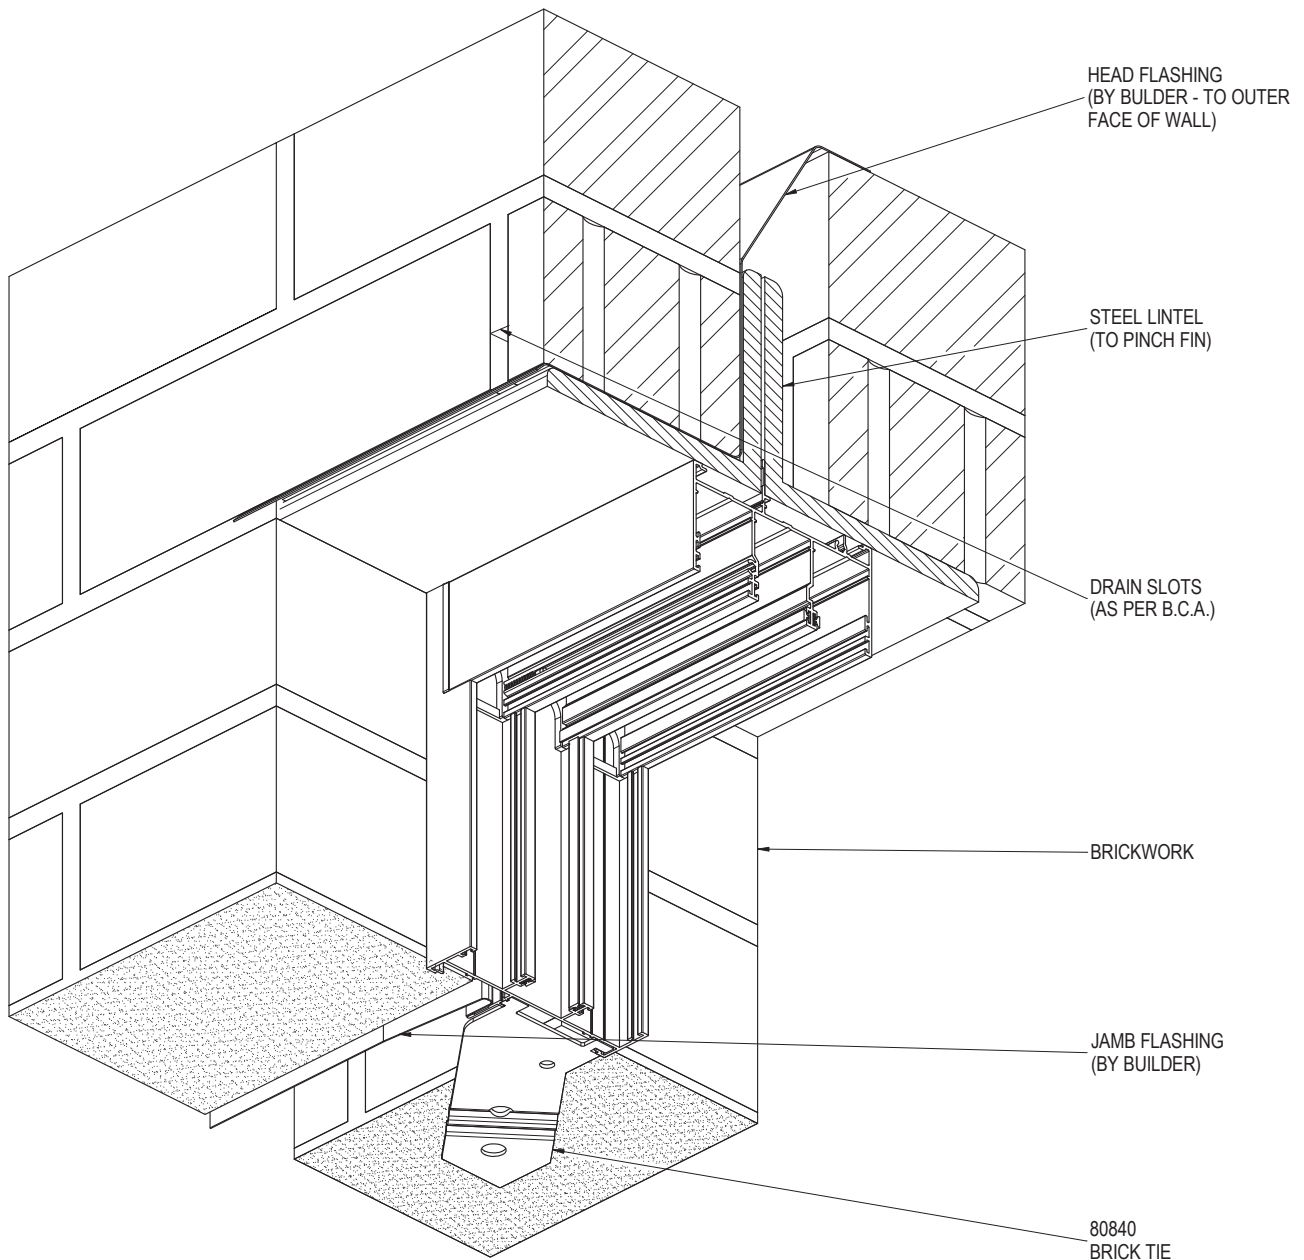 HEAD FLASHING
(BY BULDER - TO OUTER
FACE OF WALL)
STEEL LINTEL
(TO PINCH FIN)
DRAIN SLOTS
(AS PER B.C.A.)
BRICKWORK
JAMB FLASHING
(BY BUILDER)
80840
BRICK TIE